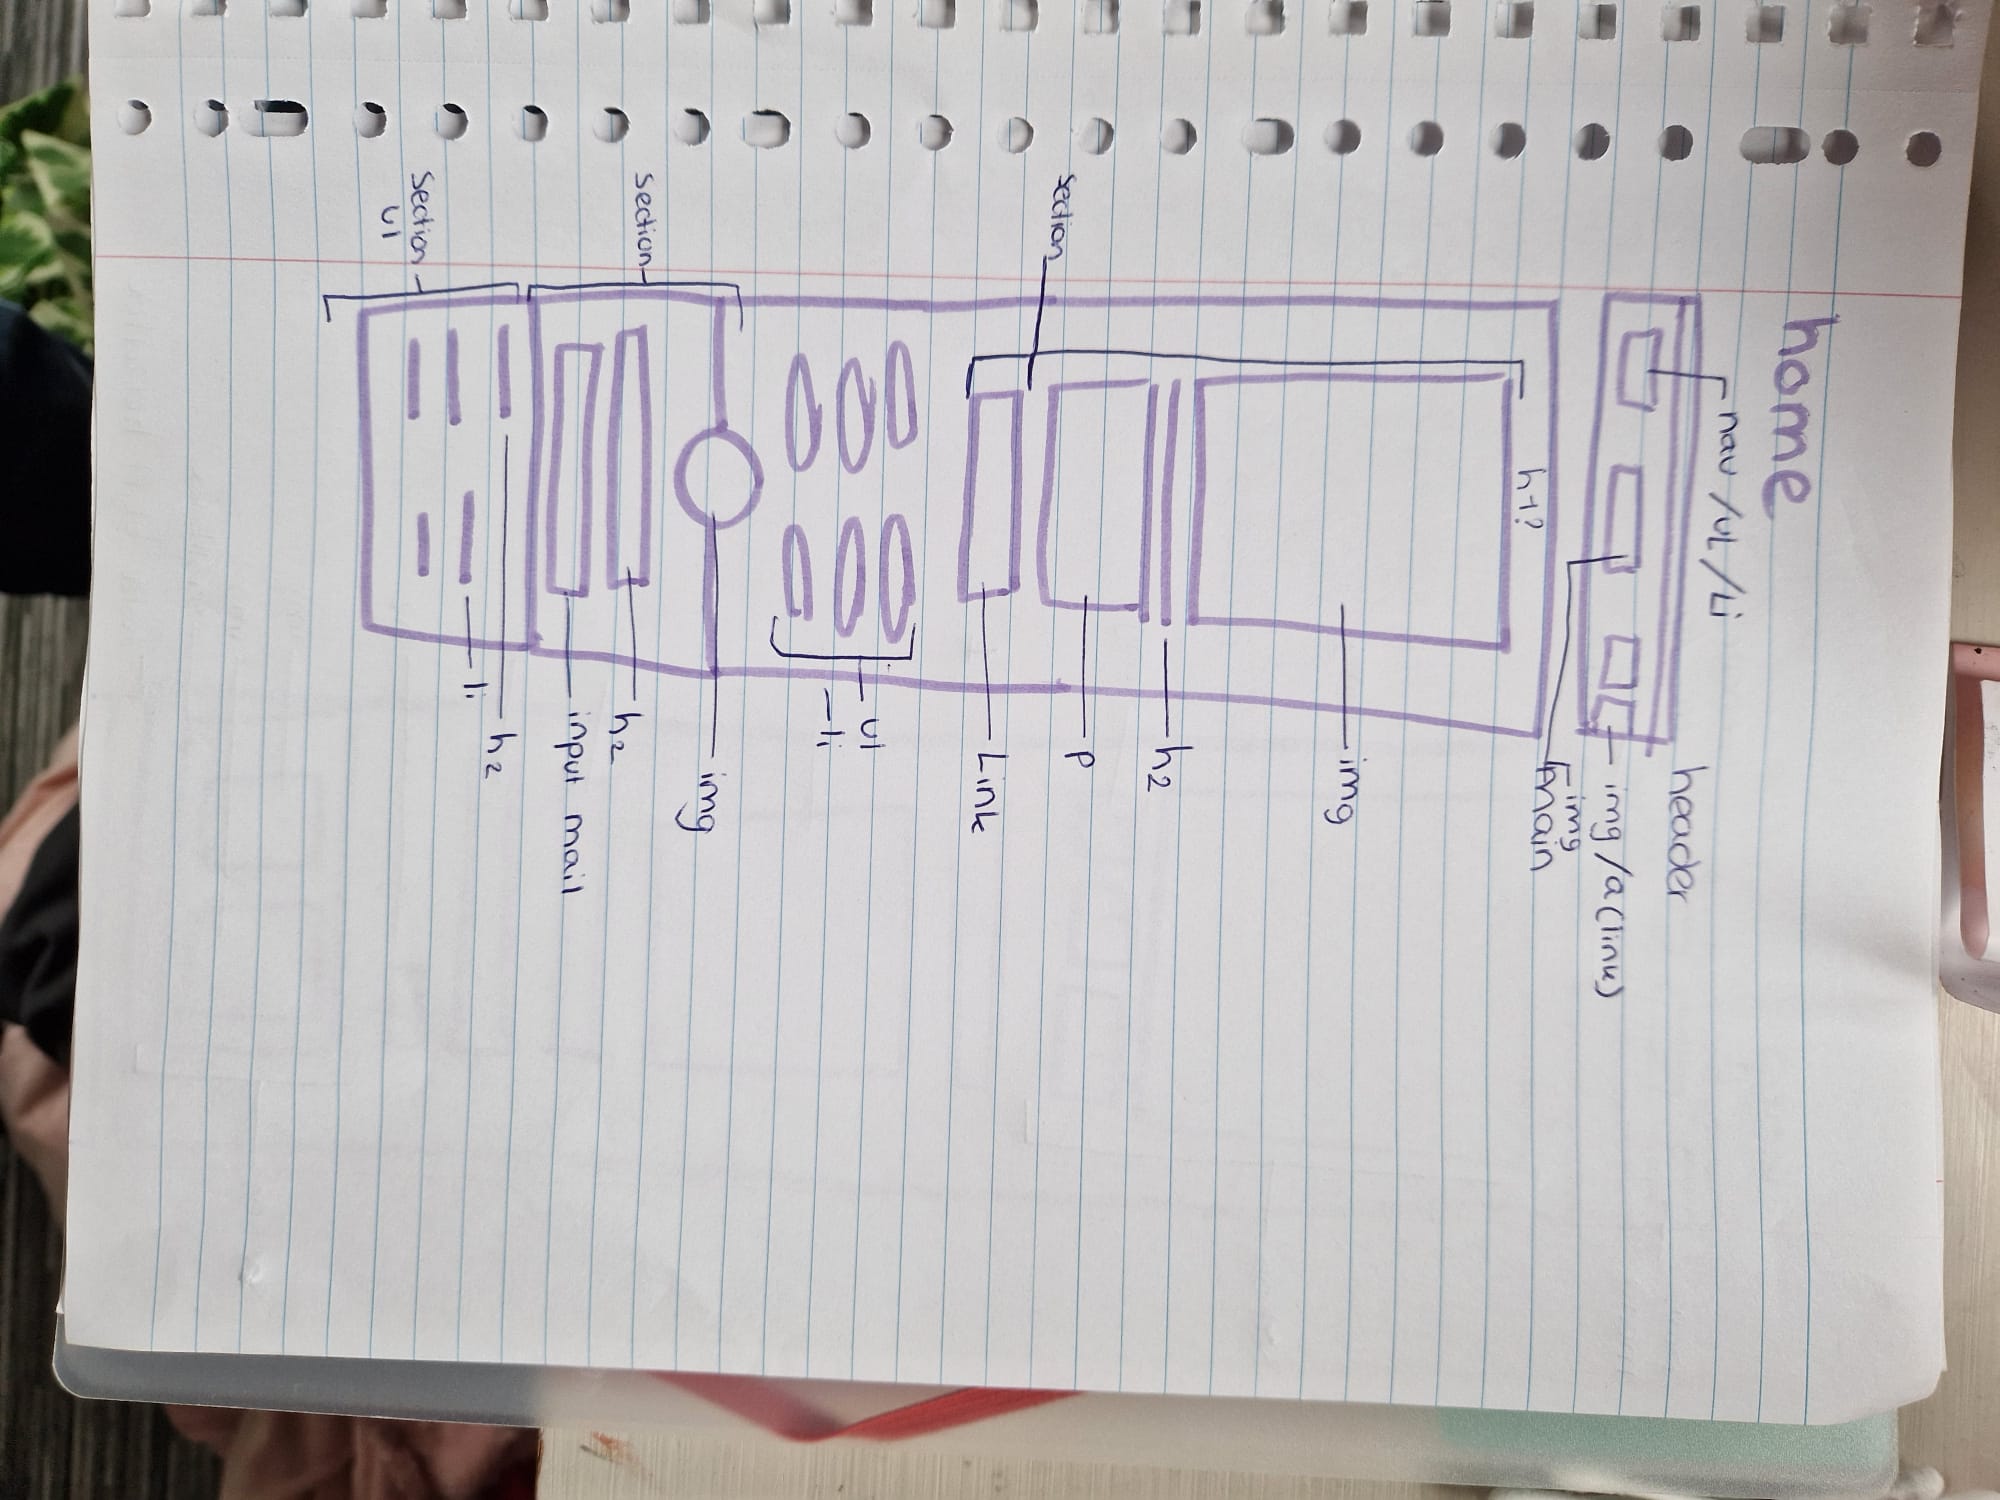 home
nav/ul/li
header
img/a(link)
img
main
h1?
img
section
h2
p
Link
ul
-li
img
section
h2
input mail
section
ul
h2
li